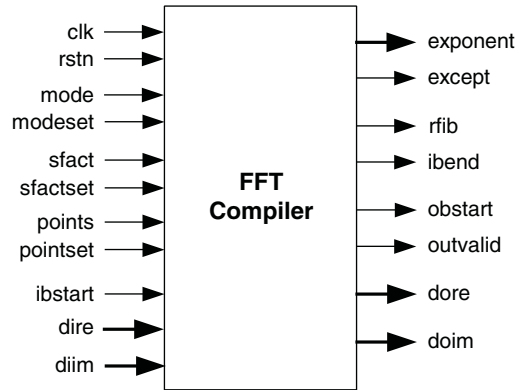 clk
rstn
mode
modeset
sfact
sfactset
points
pointset
ibstart
dire
diim
FFT
Compiler
exponent
except
rfib
ibend
obstart
outvalid
dore
doim